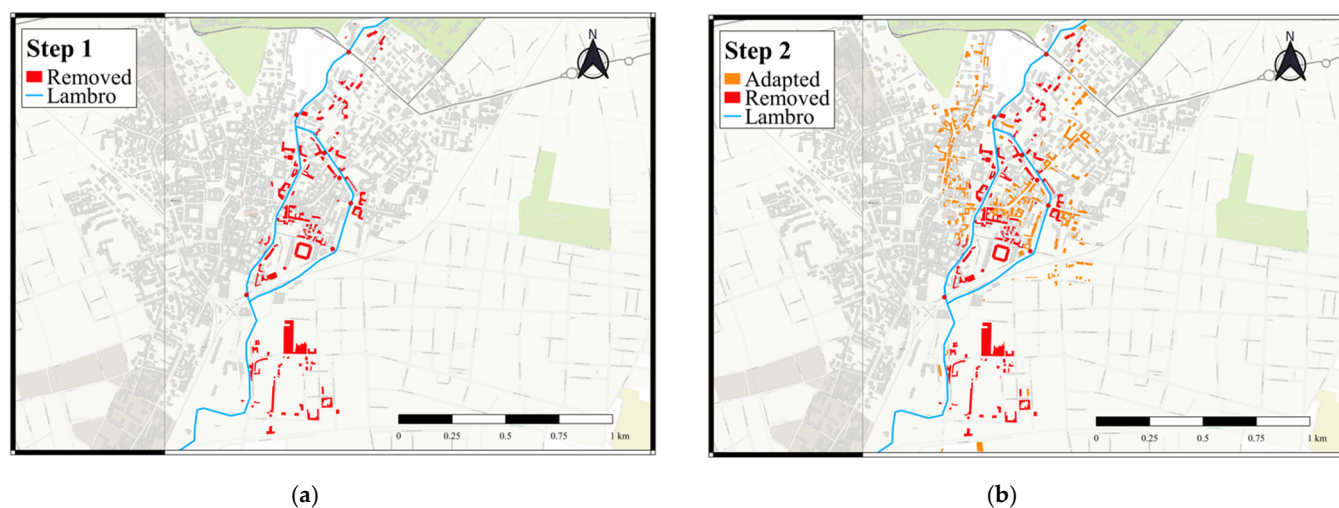 Step 1
Removed
Lambro
N
0 0.25 0.5 0.75 1 km
(a)
Step 2
Adapted
Removed
Lambro
N
0 0.25 0.5 0.75 1 km
(b)